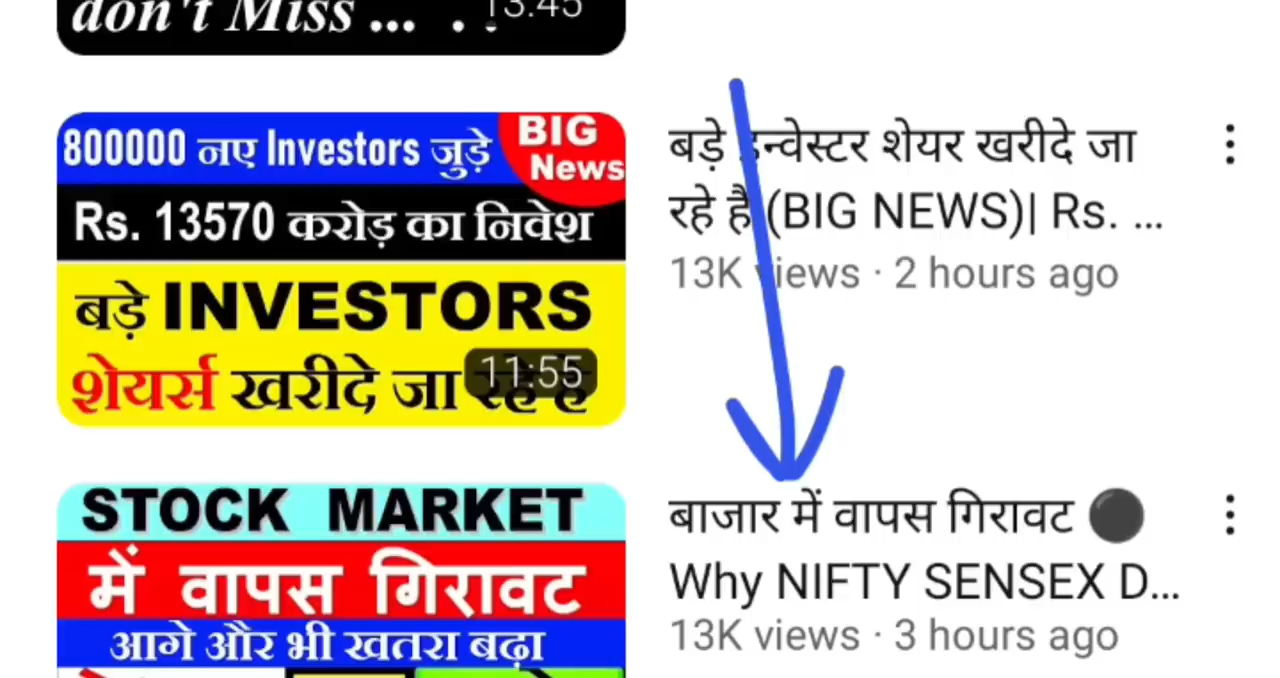 don't Miss ... . .
13:45
800000 नए Investors जुड़े
BIG
News
Rs. 13570 करोड़ का निवेश
बड़े INVESTORS
शेयर्स खरीदे जा रहे है
11:55
बड़े इन्वेस्टर शेयर खरीदे जा
रहे है (BIG NEWS)| Rs. ...
13K views · 2 hours ago
STOCK MARKET
में वापस गिरावट
आगे और भी खतरा बढ़ा
बाजार में वापस गिरावट
Why NIFTY SENSEX D...
13K views · 3 hours ago